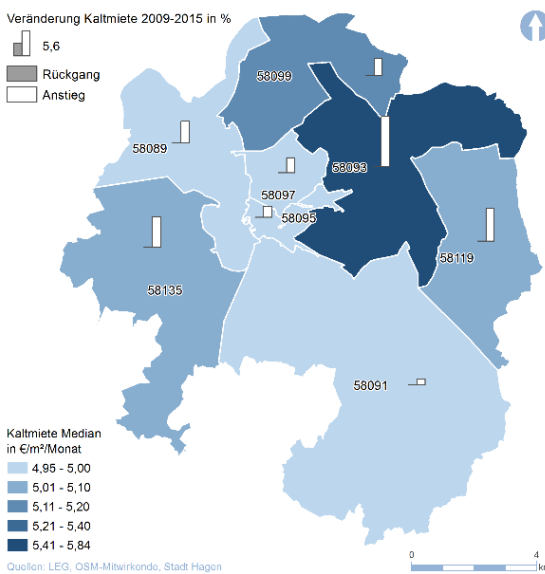 Veränderung Kaltmiete 2009-2015 in %
5,6
Rückgang
Anstieg
58099
58089
58093
58097
58095
58119
58135
58091
Kaltmiete Median
in €/m²/Monat
4,95 - 5,00
5,01 - 5,10
5,11 - 5,20
5,21 - 5,40
5,41 - 5,84
Quellen: LEG, OSM-Mitwirkende, Stadt Hagen
0 4
km